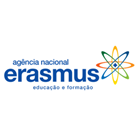 agência nacional
erasmus
educação e formação